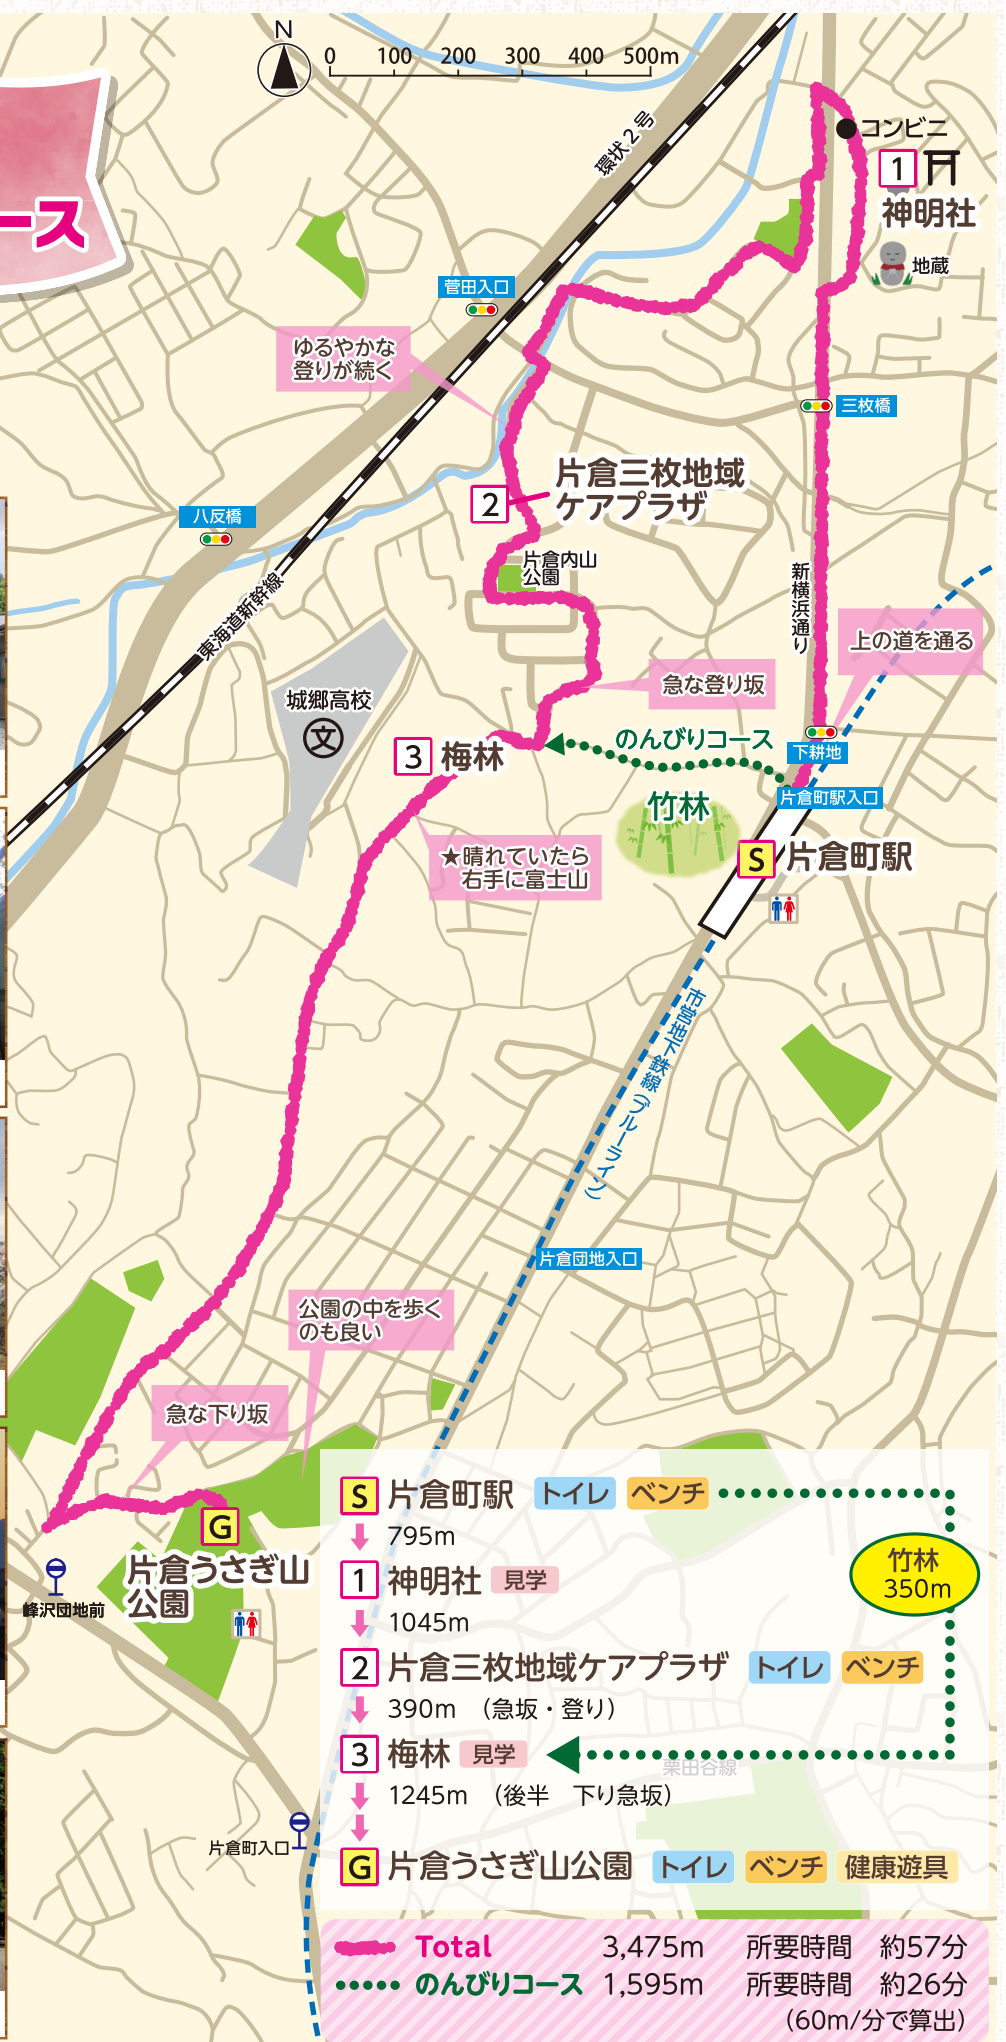 N
0 100 200 300 400 500m
ース
環状2号
コンビニ
1
神明社
地蔵
菅田入口
ゆるやかな
登りが続く
三枚橋
片倉三枚地域
ケアプラザ
2
八反橋
片倉内山
公園
新横浜通り
東海道新幹線
上の道を通る
急な登り坂
城郷高校
文
のんびりコース
下耕地
3 梅林
片倉町駅入口
竹林
★晴れていたら
右手に富士山
S 片倉町駅
市営地下鉄線(ブルーライン)
片倉団地入口
公園の中を歩く
のも良い
急な下り坂
G
片倉うさぎ山
公園
峰沢団地前
片倉町入口
S 片倉町駅 トイレ ベンチ
795m
1 神明社 見学
竹林
350m
1045m
2 片倉三枚地域ケアプラザ トイレ ベンチ
390m (急坂・登り)
3 梅林 見学
栗田谷線
1245m (後半 下り急坂)
G 片倉うさぎ山公園 トイレ ベンチ 健康遊具
Total 3,475m 所要時間 約57分
のんびりコース 1,595m 所要時間 約26分
(60m/分で算出)